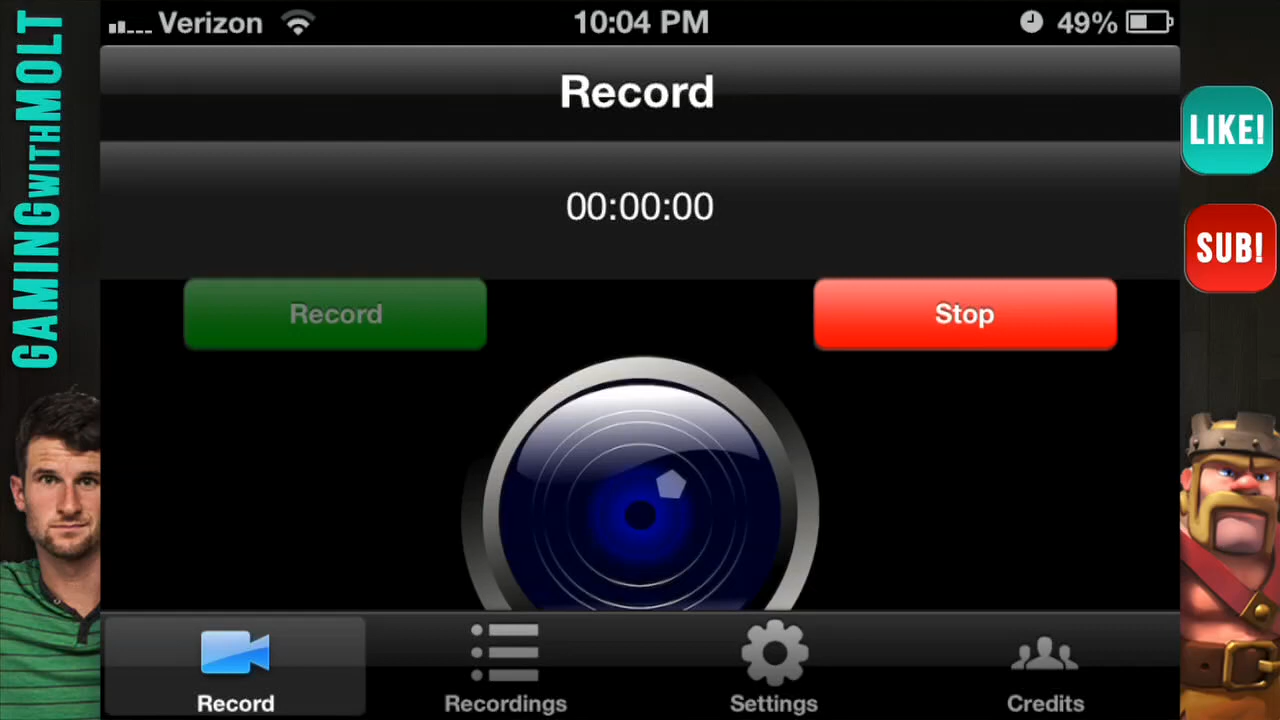 GAMINGWITHMOLT
Verizon 10:04 PM 49%
Record
00:00:00
Record Stop
Record Recordings Settings Credits
LIKE!
SUB!